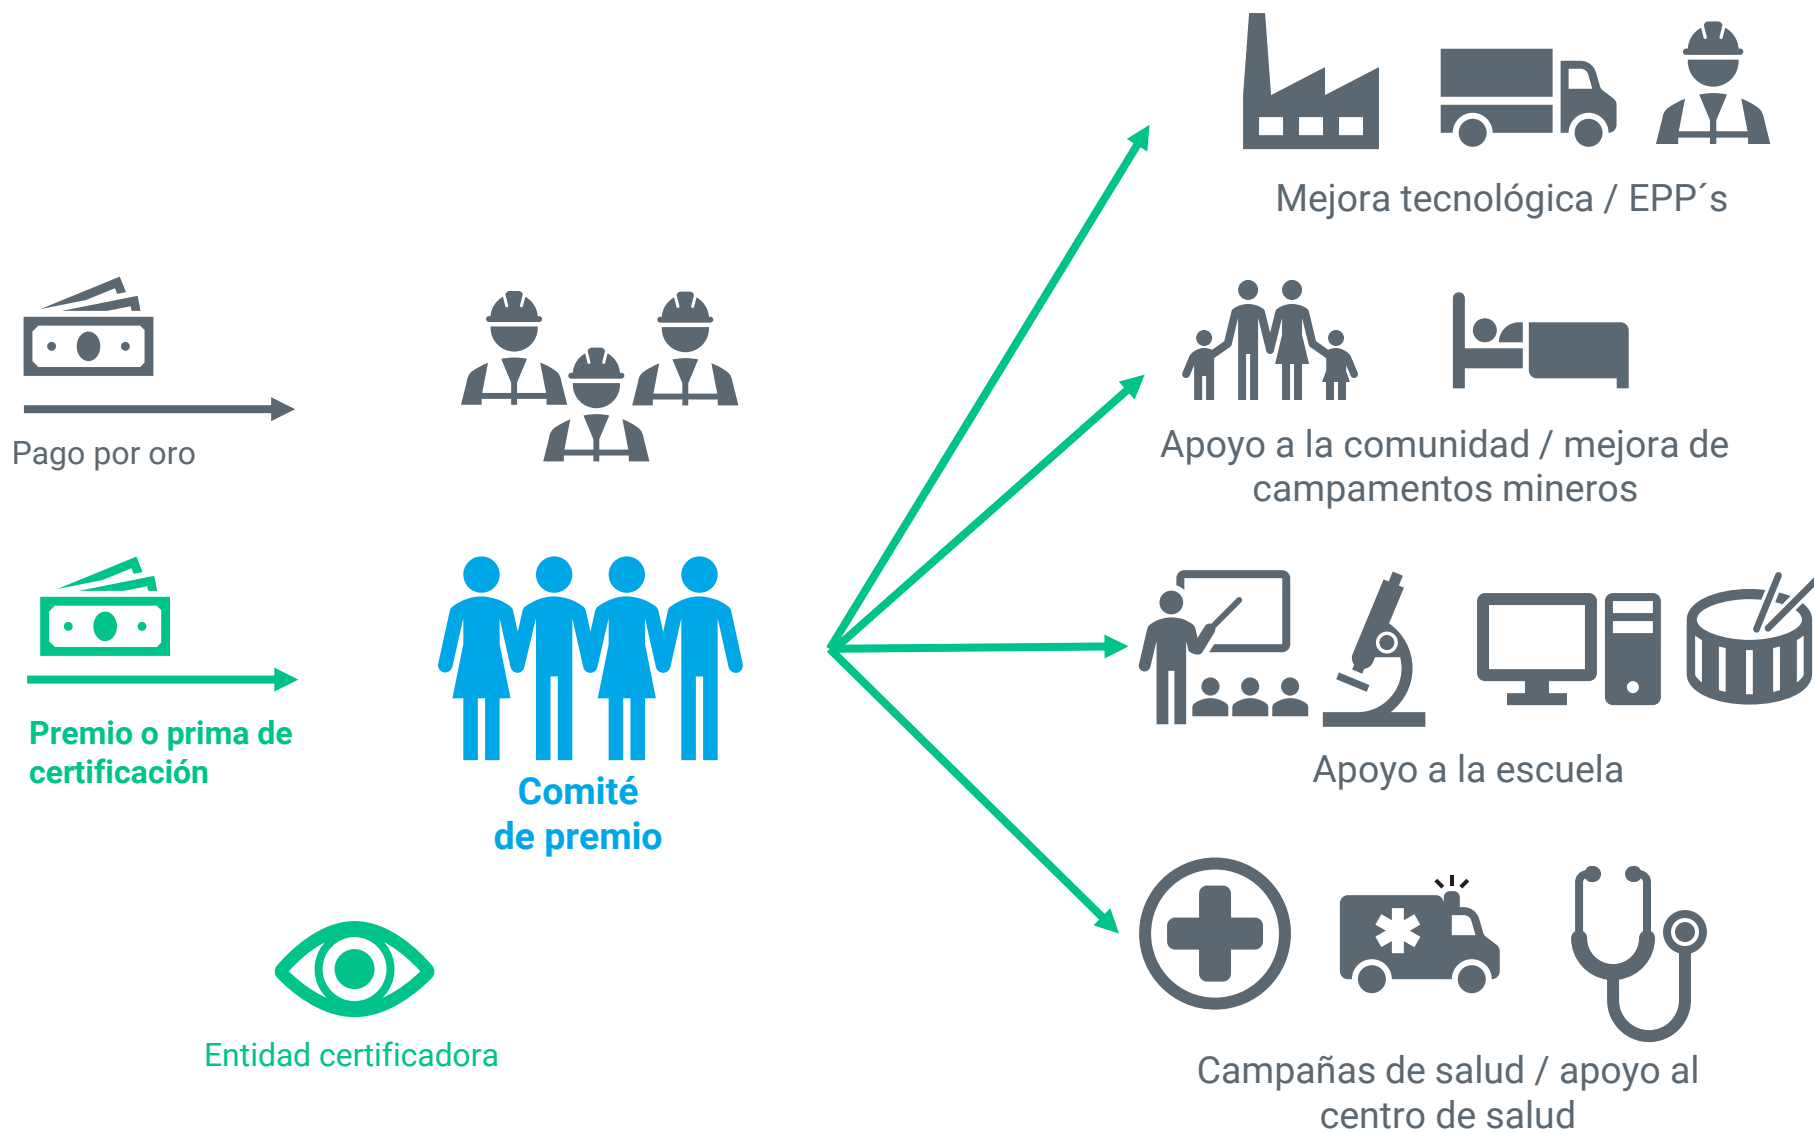 Mejora tecnológica / EPP´s
Pago por oro
Apoyo a la comunidad / mejora de
campamentos mineros
Premio o prima de
certificación
Comité
de premio
Apoyo a la escuela
Entidad certificadora
Campañas de salud / apoyo al
centro de salud